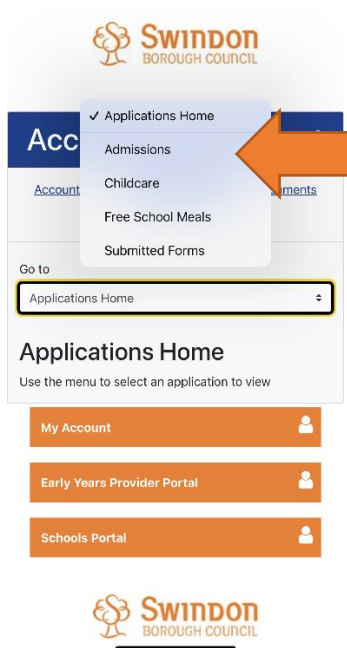 Swindon
BOROUGH COUNCIL
✓ Applications Home
Admissions
Childcare
Free School Meals
Submitted Forms
Acc
Account
ments
Go to
Applications Home
Applications Home
Use the menu to select an application to view
My Account
Early Years Provider Portal
Schools Portal
Swindon
BOROUGH COUNCIL